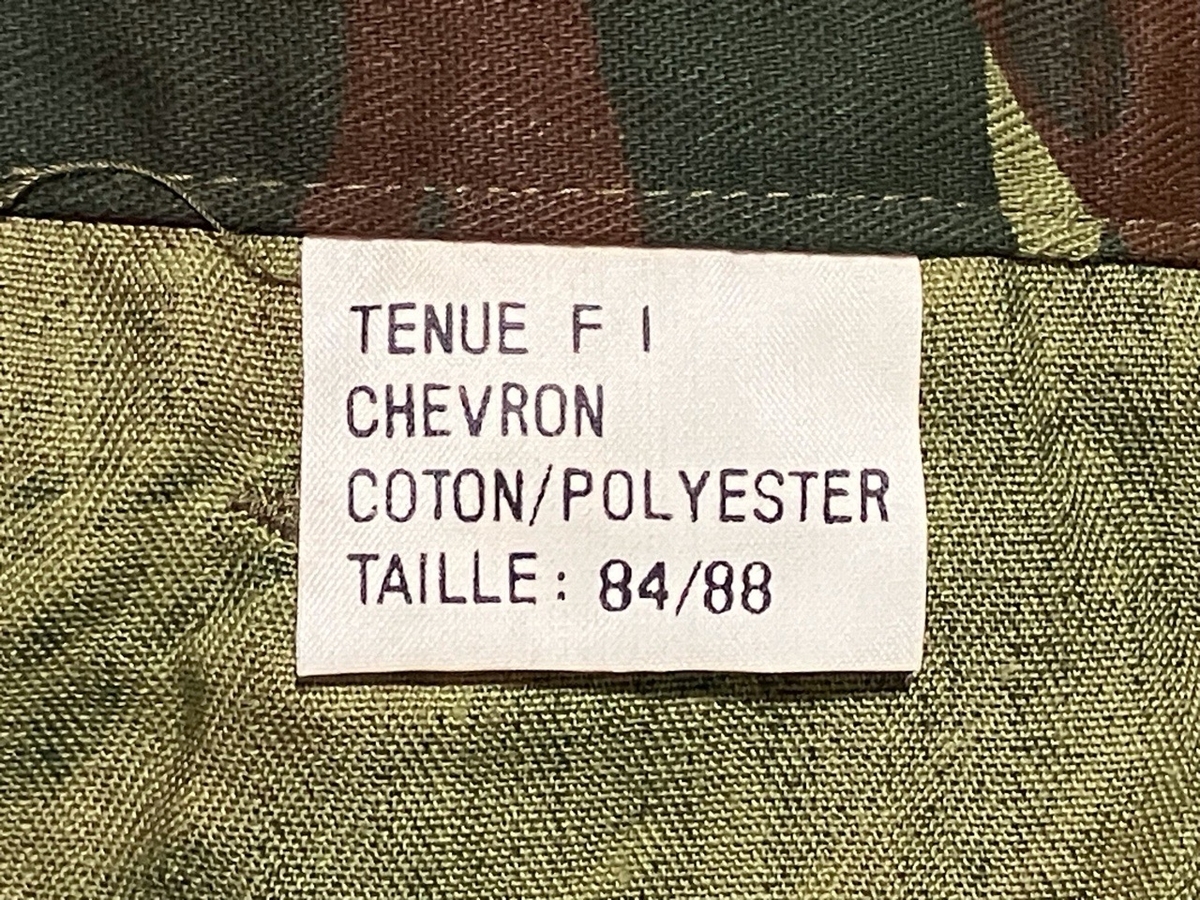 TENUE F I
CHEVRON
COTON/POLYESTER
TAILLE: 84/88